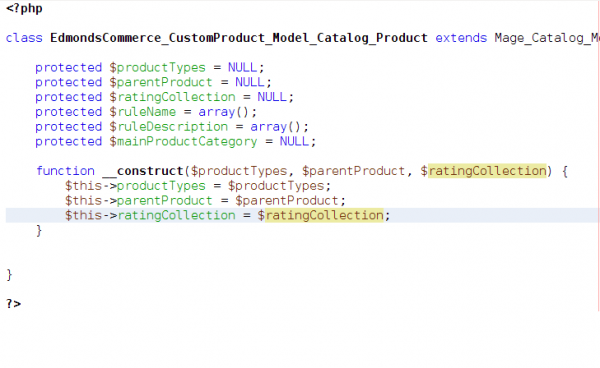 <?php
class EdmondsCommerce_CustomProduct_Model_Catalog_Product extends Mage_Catalog_M
protected $productTypes = NULL;
protected $parentProduct = NULL;
protected $ratingCollection = NULL;
protected $ruleName = array();
protected $ruleDescription = array();
protected $mainProductCategory = NULL;
function __construct($productTypes, $parentProduct, $ratingCollection) {
$this->productTypes = $productTypes;
$this->parentProduct = $parentProduct;
$this->ratingCollection = $ratingCollection;
}
}
?>